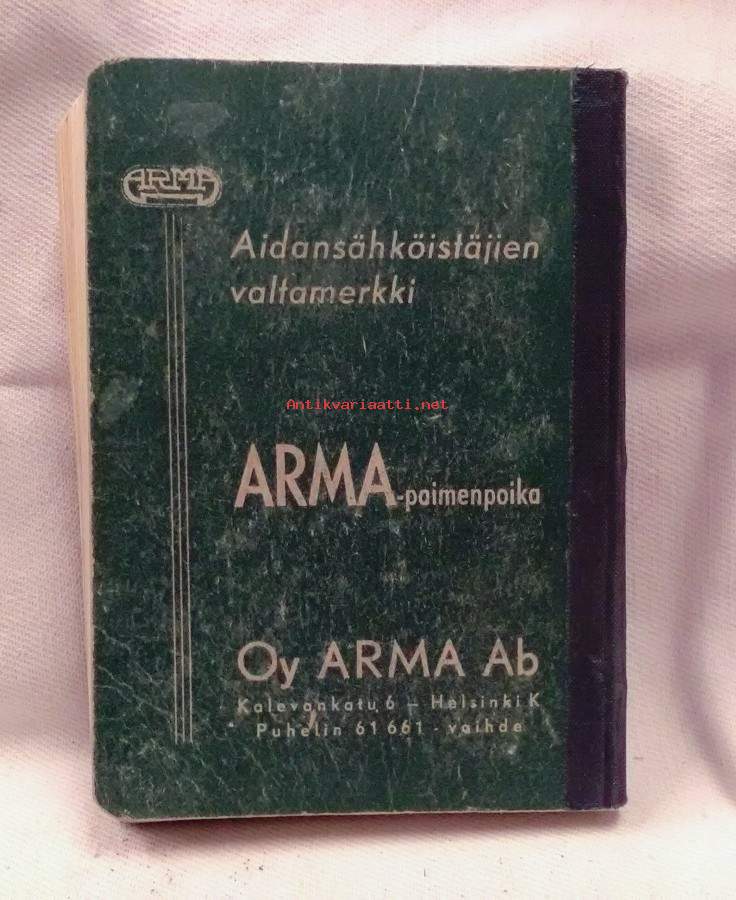 ARMA
Aidansähköistäjien
valtamerkki
Antikvariaatti.net
ARMA-paimenpoika
Oy ARMA Ab
Kalevankatu 6 – Helsinki K
Puhelin 61 661 - vaihde